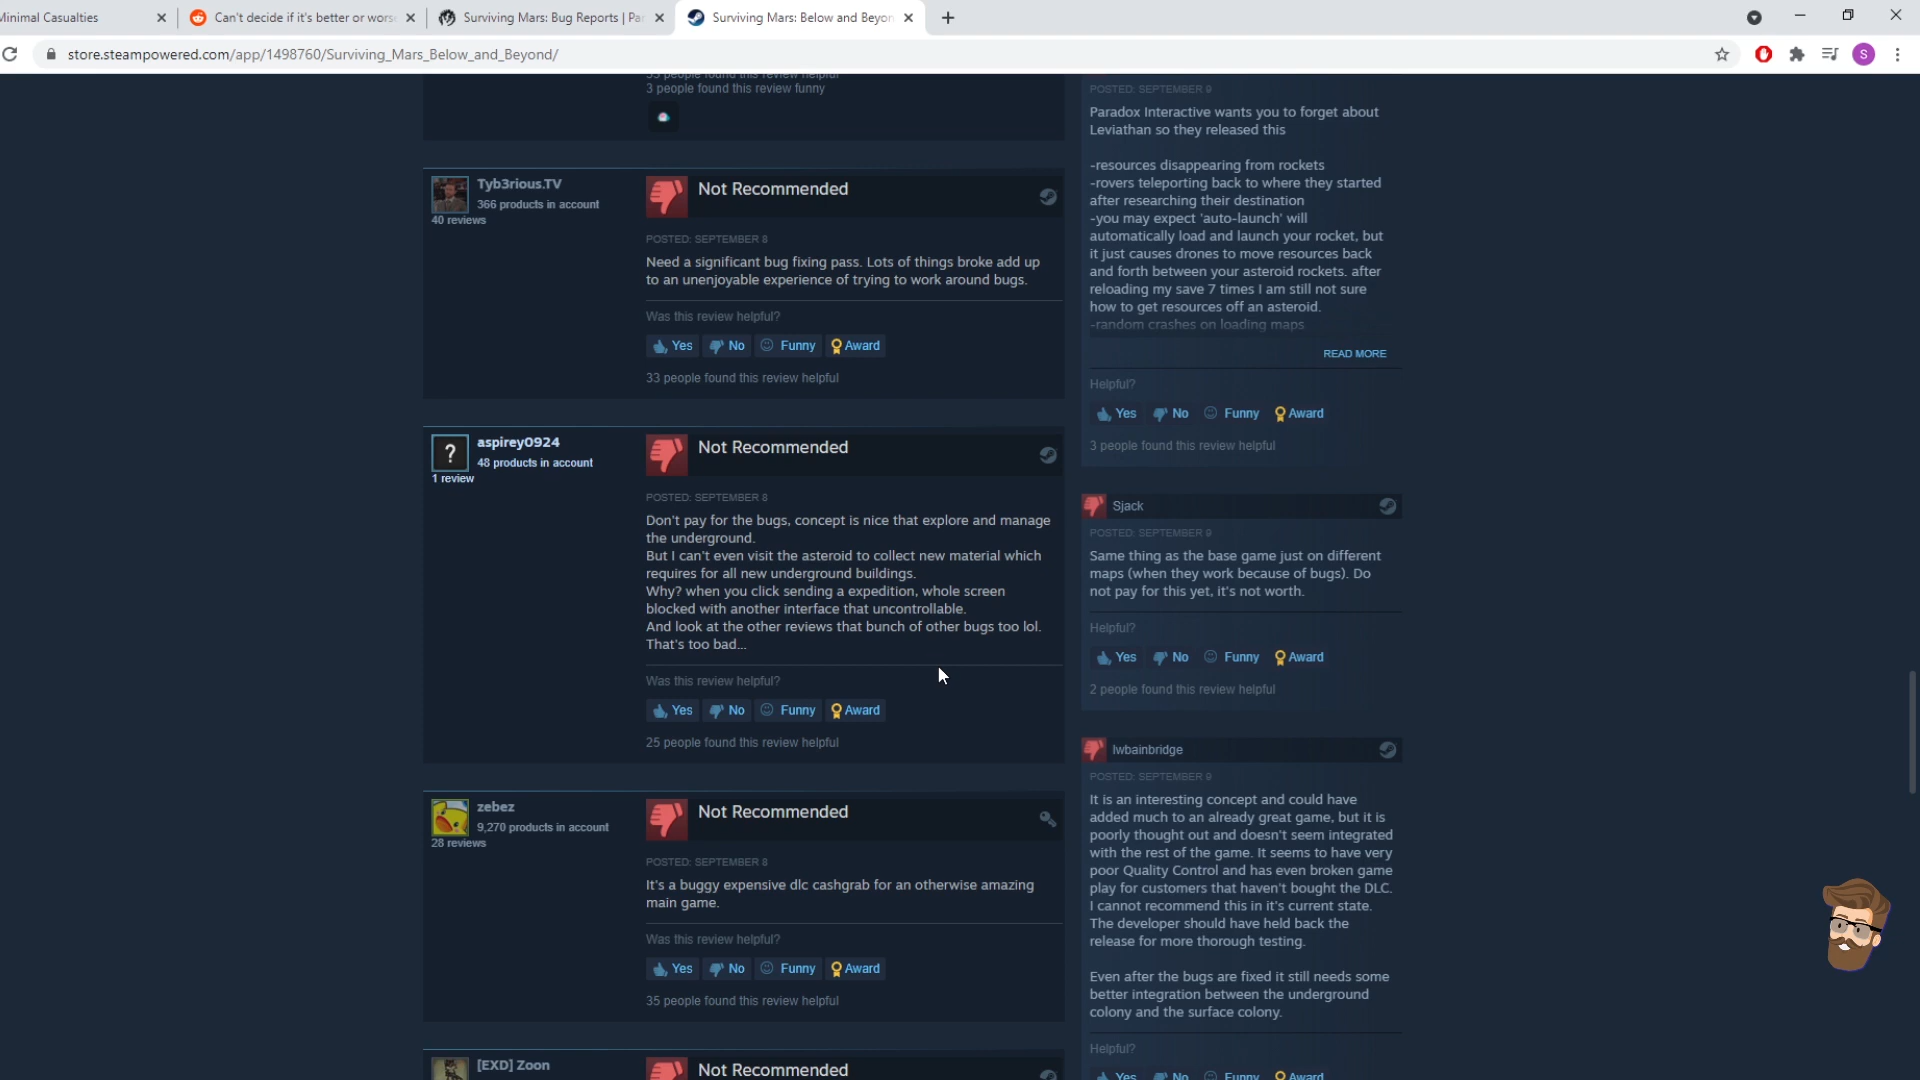 Minimal Casualties
Can't decide if it's better or worse
Surviving Mars: Bug Reports | Pa
Surviving Mars: Below and Beyon
store.steampowered.com/app/1498760/Surviving_Mars_Below_and_Beyond/
S
33 people found this review helpful
3 people found this review funny
Tyb3rious.TV
366 products in account
40 reviews
Not Recommended
POSTED: SEPTEMBER 8
Need a significant bug fixing pass. Lots of things broke add up
to an unenjoyable experience of trying to work around bugs.
Was this review helpful?
Yes No Funny Award
33 people found this review helpful
?
aspirey0924
48 products in account
1 review
Not Recommended
POSTED: SEPTEMBER 8
Don't pay for the bugs, concept is nice that explore and manage
the underground.
But I can't even visit the asteroid to collect new material which
requires for all new underground buildings.
Why? when you click sending a expedition, whole screen
blocked with another interface that uncontrollable.
And look at the other reviews that bunch of other bugs too lol.
That's too bad...
Was this review helpful?
Yes No Funny Award
25 people found this review helpful
zebez
9,270 products in account
28 reviews
Not Recommended
POSTED: SEPTEMBER 8
It's a buggy expensive dlc cashgrab for an otherwise amazing
main game.
Was this review helpful?
Yes No Funny Award
35 people found this review helpful
[EXD] Zoon
Not Recommended
POSTED: SEPTEMBER 9
Paradox Interactive wants you to forget about
Leviathan so they released this
-resources disappearing from rockets
-rovers teleporting back to where they started
after researching their destination
-you may expect 'auto-launch' will
automatically load and launch your rocket, but
it just causes drones to move resources back
and forth between your asteroid rockets. after
reloading my save 7 times I am still not sure
how to get resources off an asteroid.
-random crashes on loading maps
READ MORE
Helpful?
Yes No Funny Award
3 people found this review helpful
Sjack
POSTED: SEPTEMBER 9
Same thing as the base game just on different
maps (when they work because of bugs). Do
not pay for this yet, it's not worth.
Helpful?
Yes No Funny Award
2 people found this review helpful
lwbainbridge
POSTED: SEPTEMBER 9
It is an interesting concept and could have
added much to an already great game, but it is
poorly thought out and doesn't seem integrated
with the rest of the game. It seems to have very
poor Quality Control and has even broken game
play for customers that haven't bought the DLC.
I cannot recommend this in it's current state.
The developer should have held back the
release for more thorough testing.
Even after the bugs are fixed it still needs some
better integration between the underground
colony and the surface colony.
Helpful?
Yes No Funny Award